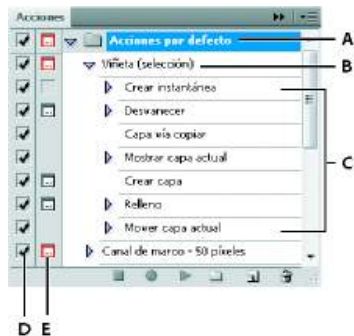 Acciones
Acciones por defecto
A
Viñeta (selección)
B
Crear instantánea
Desvanecer
Capa vía copiar
Mostrar capa actual
C
Crear capa
Relleno
Mover capa actual
Canal de marco - 50 píxeles
D E